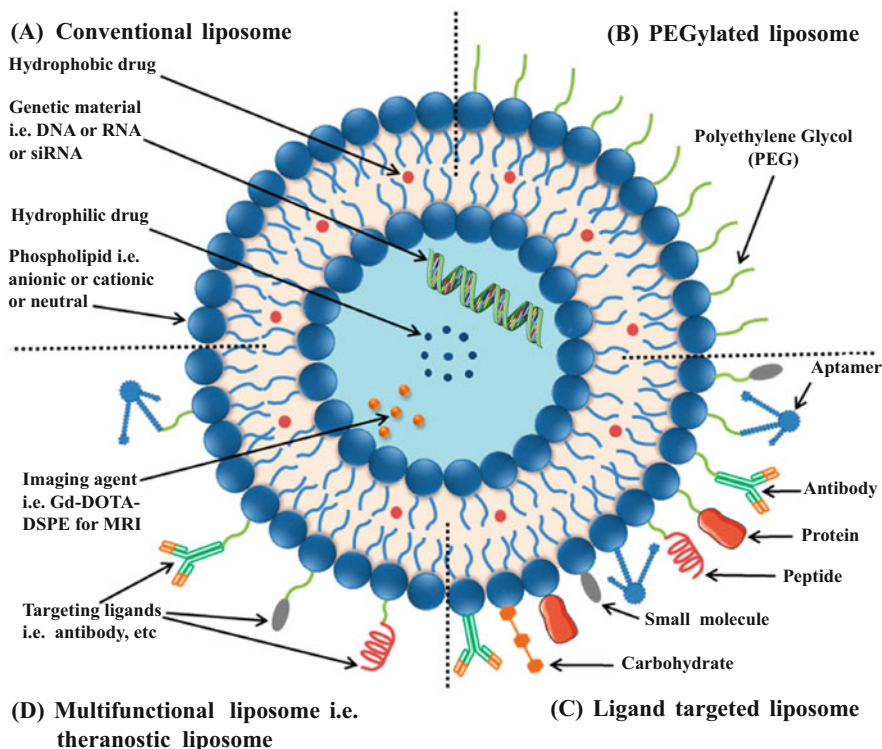 (A) Conventional liposome
(B) PEGylated liposome
Hydrophobic drug
Genetic material
i.e. DNA or RNA
or siRNA
Hydrophilic drug
Phospholipid i.e.
anionic or cationic
or neutral
Polyethylene Glycol
(PEG)
Aptamer
Antibody
Protein
Peptide
Small molecule
Carbohydrate
Imaging agent
i.e. Gd-DOTA-
DSPE for MRI
Targeting ligands
i.e. antibody, etc
(D) Multifunctional liposome i.e.
theranostic liposome
(C) Ligand targeted liposome